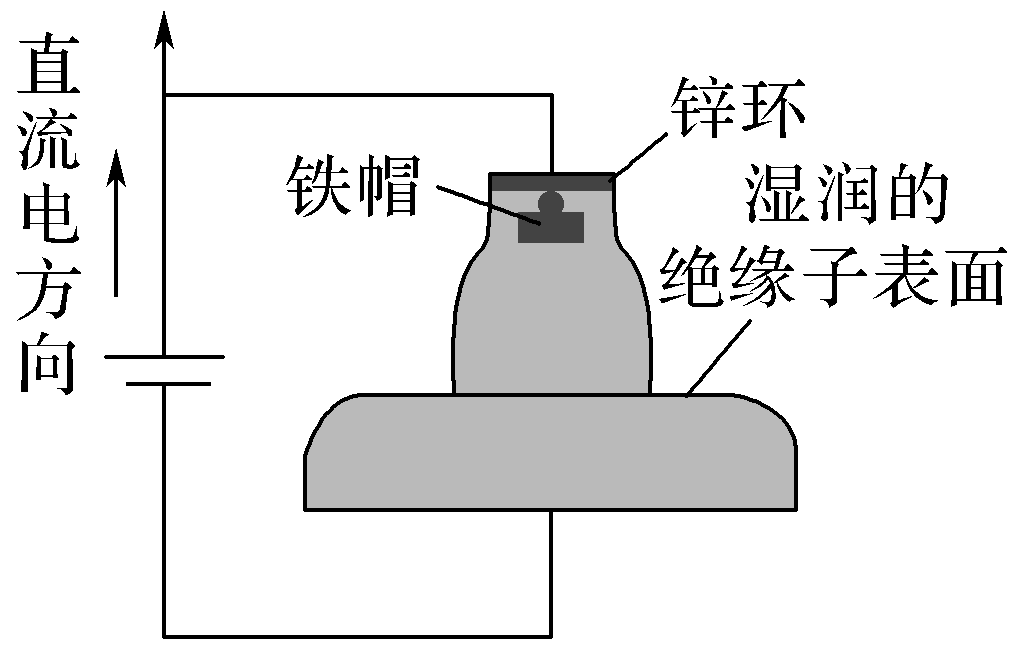 直流电方向
锌环
铁帽
湿润的
绝缘子表面